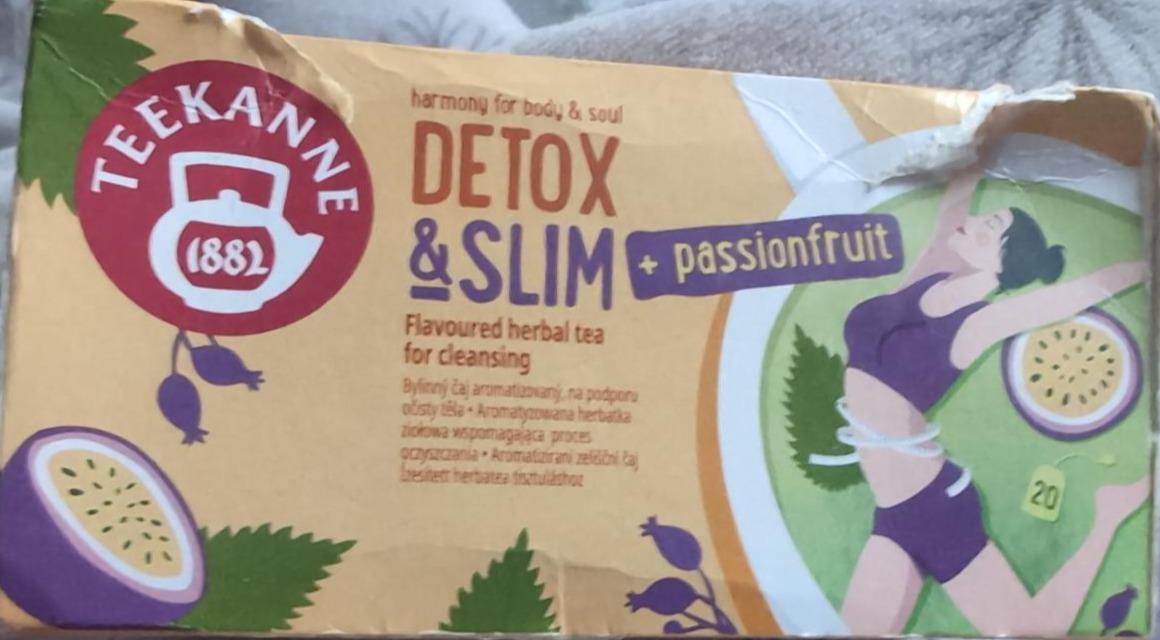 TEEKANNE
1882
harmony for body & soul
DETOX
& SLIM
+ passionfruit
Flavoured herbal tea
for cleansing
Bylinný čaj aromatizovaný, na podporu
očisty těla • Aromatyzowana herbatka
ziołowa wspomagająca proces
oczyszczania • Aromatizirani zeliščni čaj
Ízesített herbatea tisztuláshoz
20